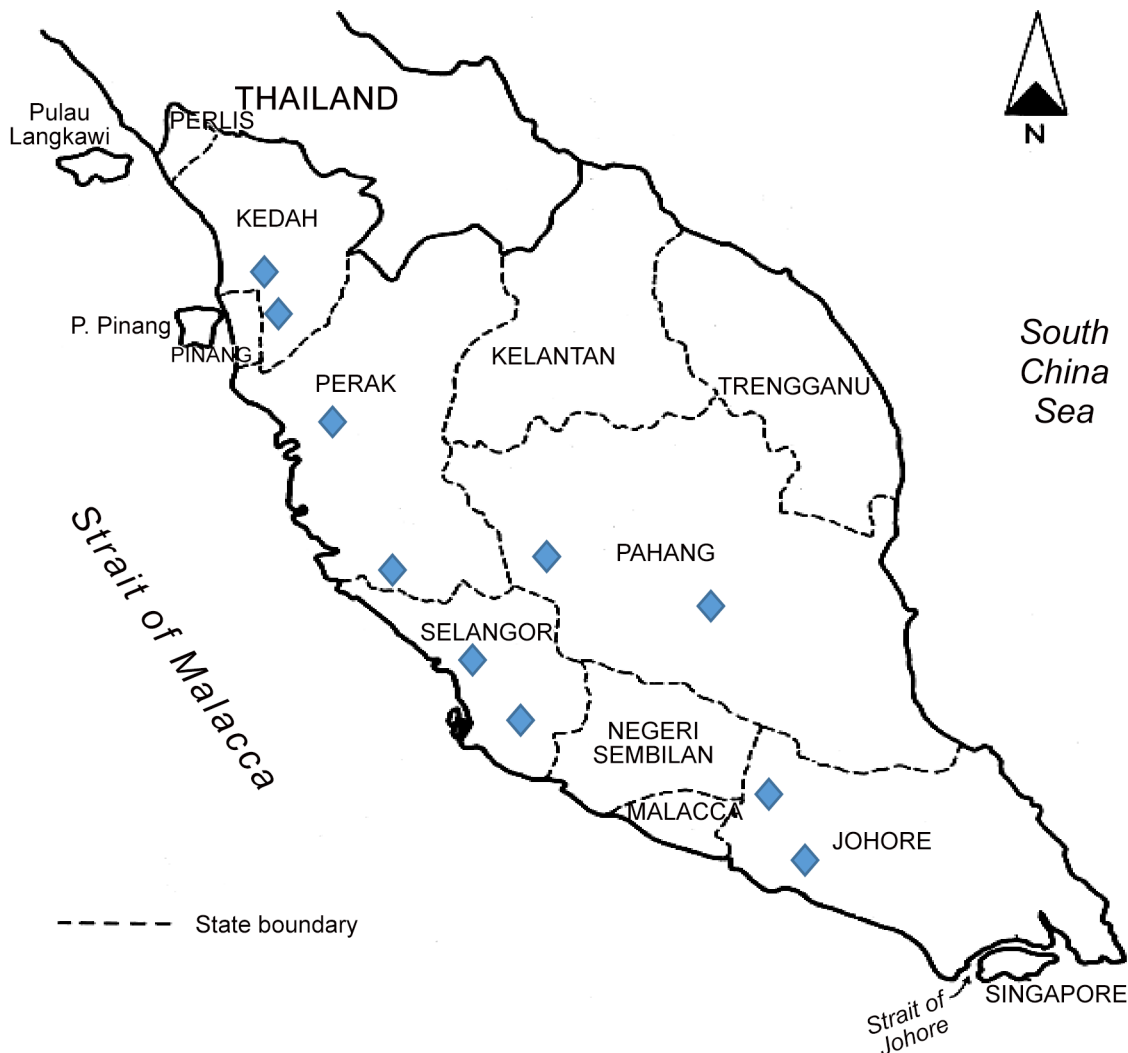 THAILAND
N
Pulau
Langkawi
PERLIS
KEDAH
P. Pinang
PINANG
PERAK
KELANTAN
TRENGGANU
South
China
Sea
Strait of Malacca
PAHANG
SELANGOR
NEGERI
SEMBILAN
MALACCA
JOHORE
State boundary
SINGAPORE
Strait of
Johore